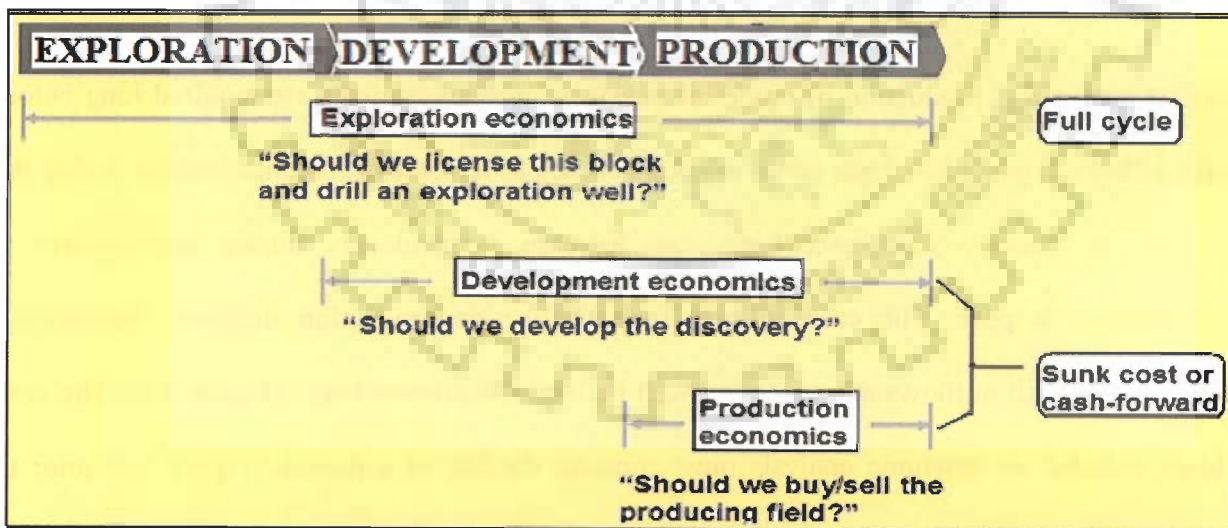 EXPLORATION DEVELOPMENT PRODUCTION
Exploration economics
Full cycle
“Should we license this block
and drill an exploration well?”
Development economics
“Should we develop the discovery?”
Sunk cost or
cash-forward
Production
economics
“Should we buy/sell the
producing field?”